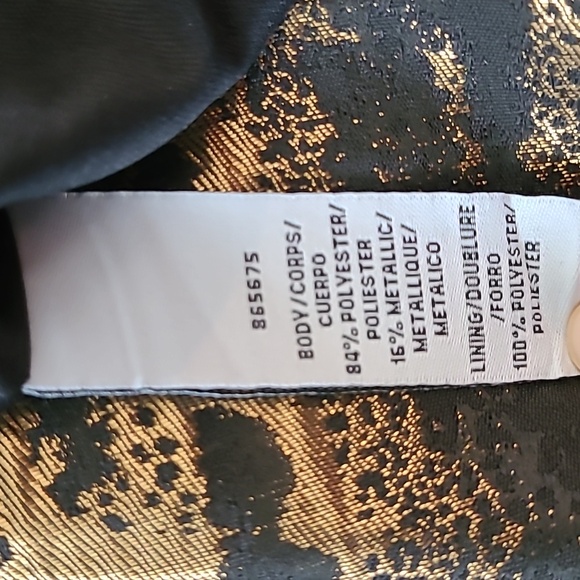 865675
BODY/CORPS/
CUERPO
84% POLYESTER/
POLIESTER
16% METALLIC/
METALLIQUE/
METALICO
LINING/DOUBLURE
/FORRO
100% POLYESTER/
POLIESTER